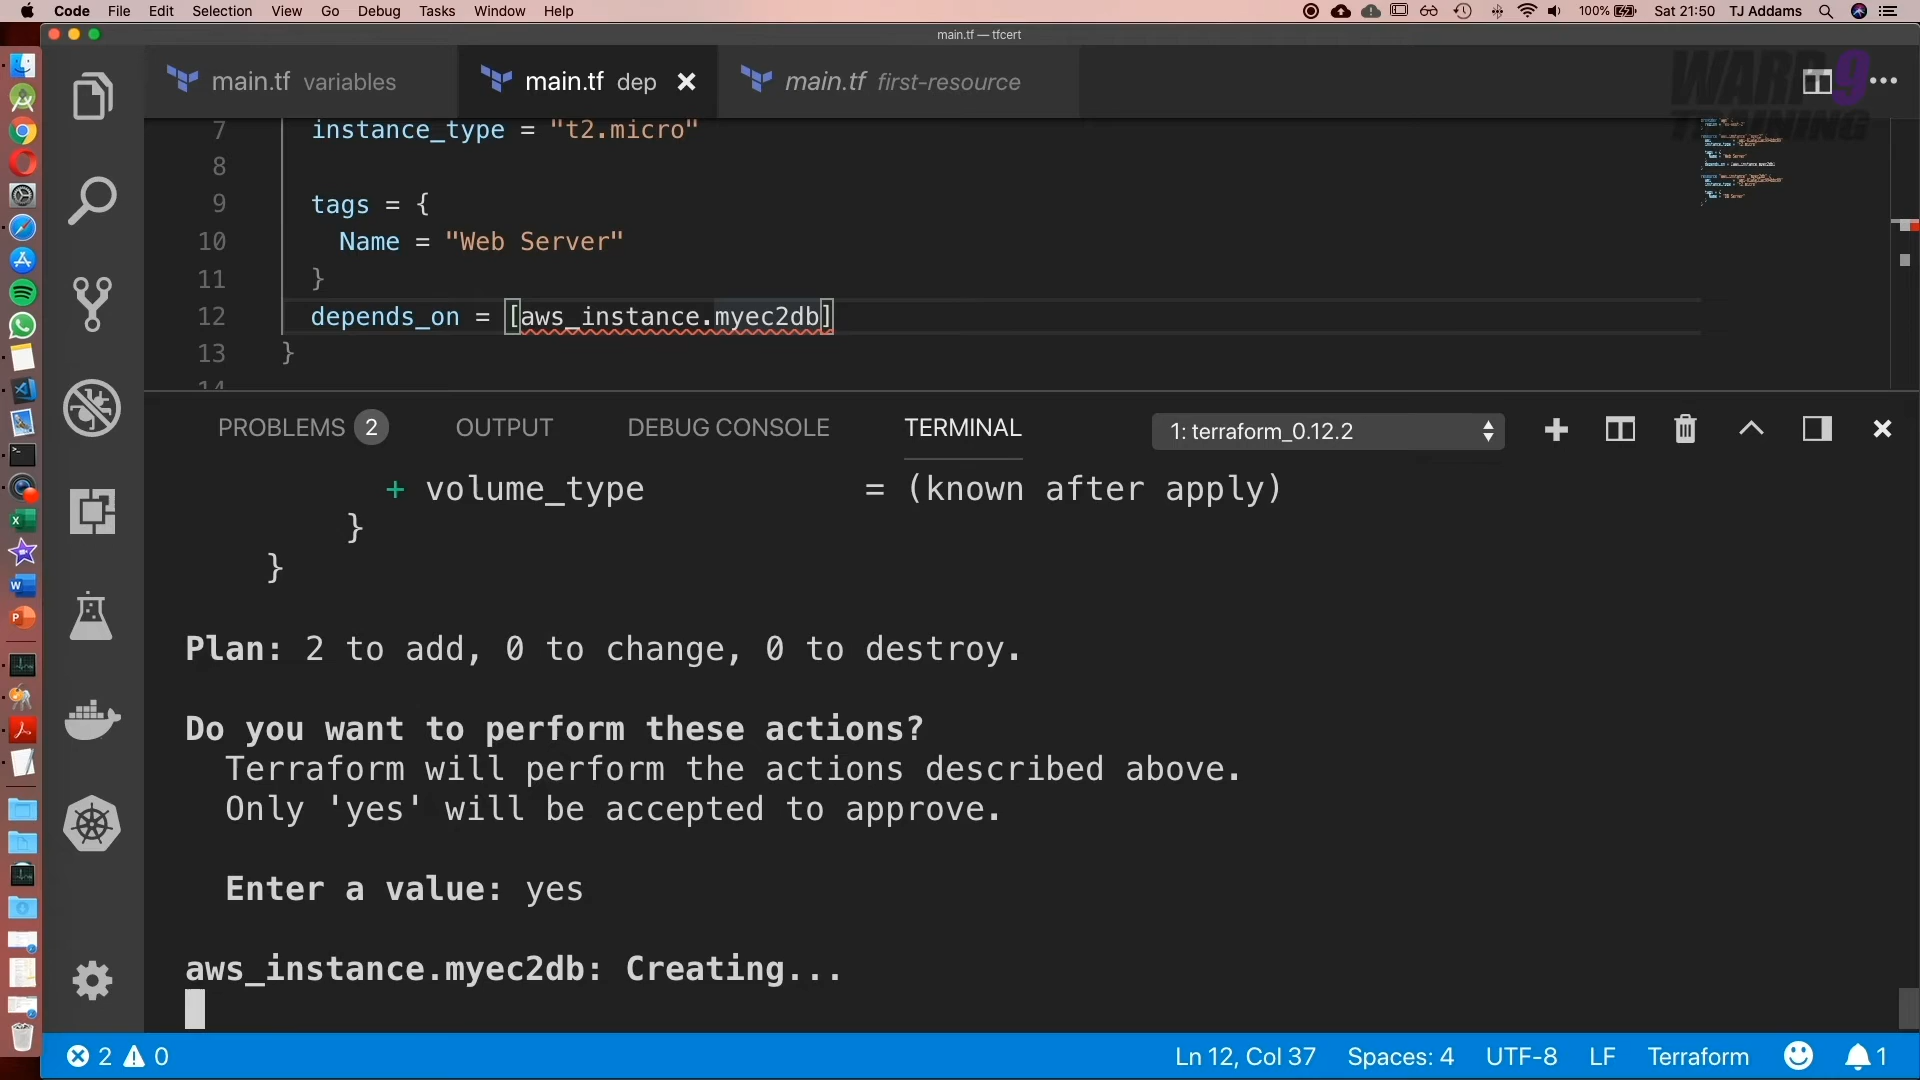 Code File Edit Selection View Go Debug Tasks Window Help 100% Sat 21:50 TJ Addams
main.tf — tfcert
main.tf variables main.tf dep main.tf first-resource
WARP 9
TRAINING
7 instance_type = "t2.micro"
8
9 tags = {
10 Name = "Web Server"
11 }
12 depends_on = [aws_instance.myec2db]
13 }
14
PROBLEMS 2 OUTPUT DEBUG CONSOLE TERMINAL 1: terraform_0.12.2
+ volume_type = (known after apply)
}
}
Plan: 2 to add, 0 to change, 0 to destroy.
Do you want to perform these actions?
Terraform will perform the actions described above.
Only 'yes' will be accepted to approve.
Enter a value: yes
aws_instance.myec2db: Creating...
2 0 Ln 12, Col 37 Spaces: 4 UTF-8 LF Terraform 1